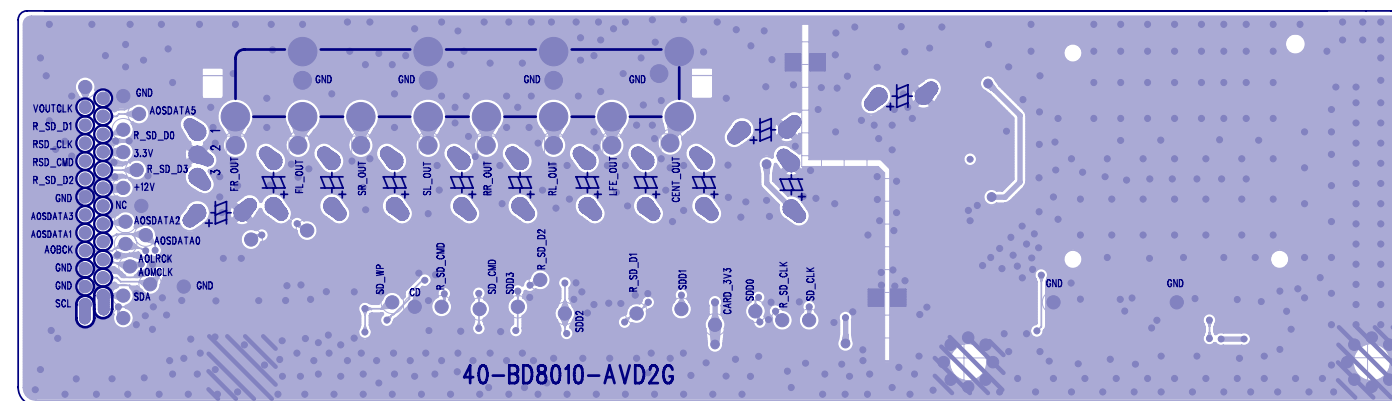 GND
GND
GND
GND
GND
VOUTCLK
AOSDATA5
R_SD_D1
R_SD_D0
RSD_CLK
3.3V
RSD_CMD
R_SD_D3
R_SD_D2
+12V
GND
NC
AOSDATA3
AOSDATA2
AOSDATA1
AOSDATA0
AOBCK
AOLRCK
GND
AOMCLK
GND
GND
SDA
SCL
1
2
3
FR_OUT
FL_OUT
SR_OUT
SL_OUT
RR_OUT
RL_OUT
LFE_OUT
CENT_OUT
SD_WP
CD
R_SD_CMD
SD_CMD
SDD3
R_SD_D2
SDD2
R_SD_D1
SDD1
CARD_3V3
SDD0
R_SD_CLK
SD_CLK
GND
GND
40-BD8010-AVD2G